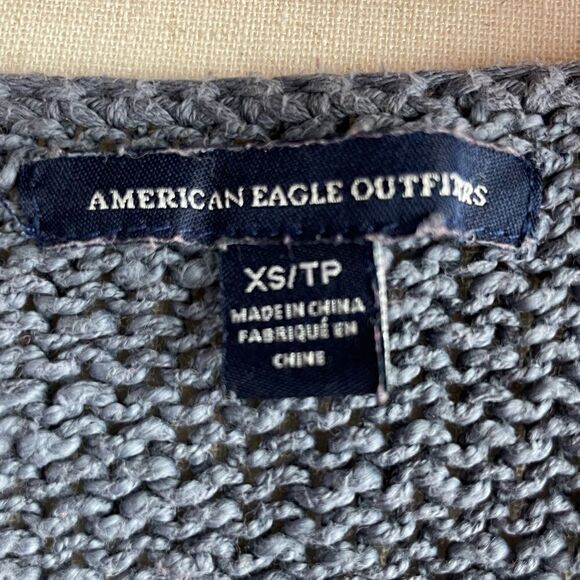 AMERICAN EAGLE OUTFITTERS
XS/TP
MADE IN CHINA
FABRIQUÉ EN
CHINE